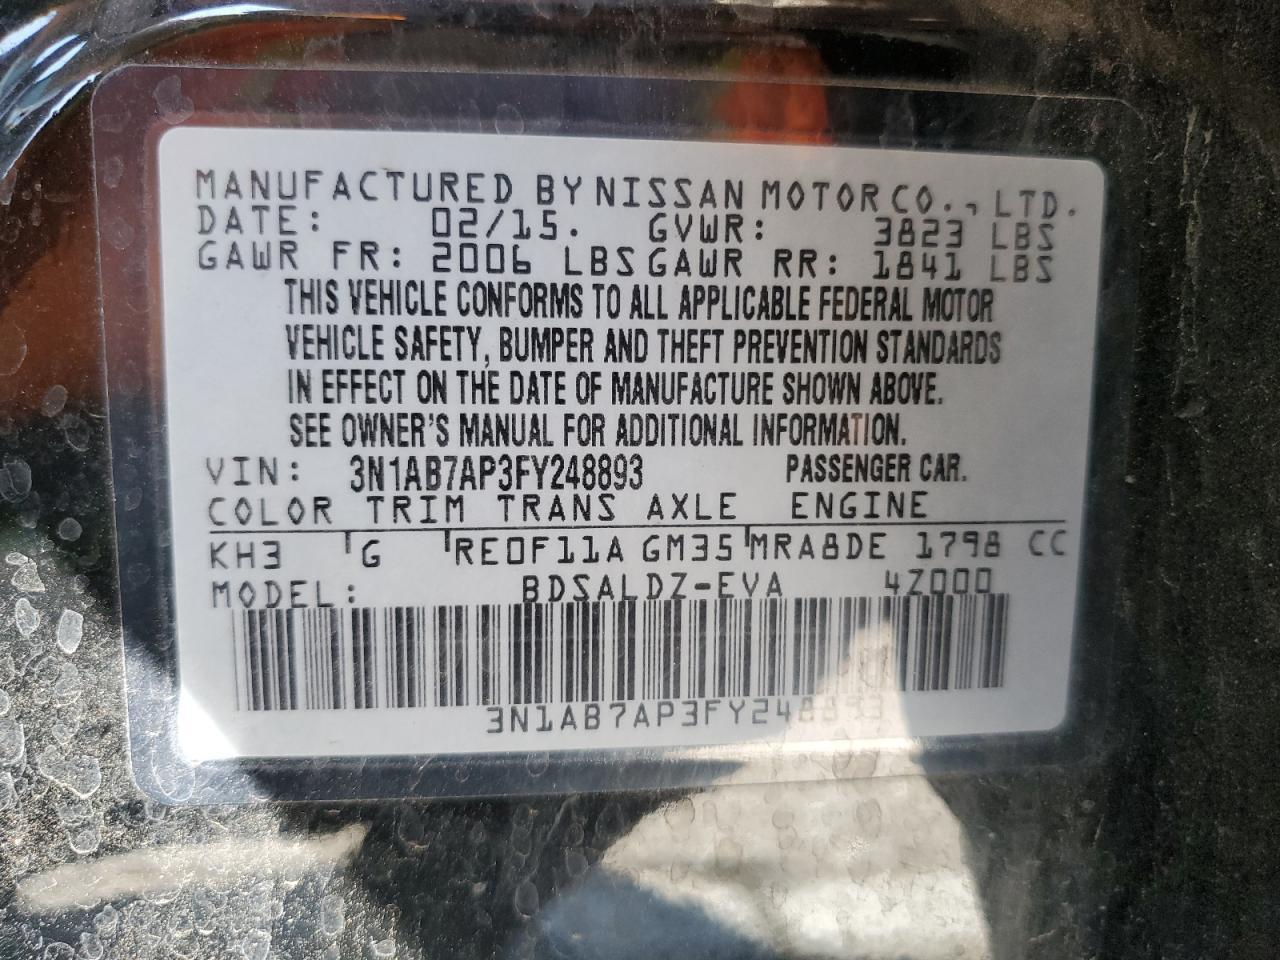 MANUFACTURED BY NISSAN MOTOR CO., LTD.
DATE: 02/15. GVWR: 3823 LBS
GAWR FR: 2006 LBS GAWR RR: 1841 LBS
THIS VEHICLE CONFORMS TO ALL APPLICABLE FEDERAL MOTOR
VEHICLE SAFETY, BUMPER AND THEFT PREVENTION STANDARDS
IN EFFECT ON THE DATE OF MANUFACTURE SHOWN ABOVE.
SEE OWNER'S MANUAL FOR ADDITIONAL INFORMATION.
VIN: 3N1AB7AP3FY248893 PASSENGER CAR.
COLOR TRIM TRANS AXLE ENGINE
KH3 G RE0F11A GM35 MRA8DE 1798 CC
MODEL: BDSALDZ-EVA 4Z000
3N1AB7AP3FY248893